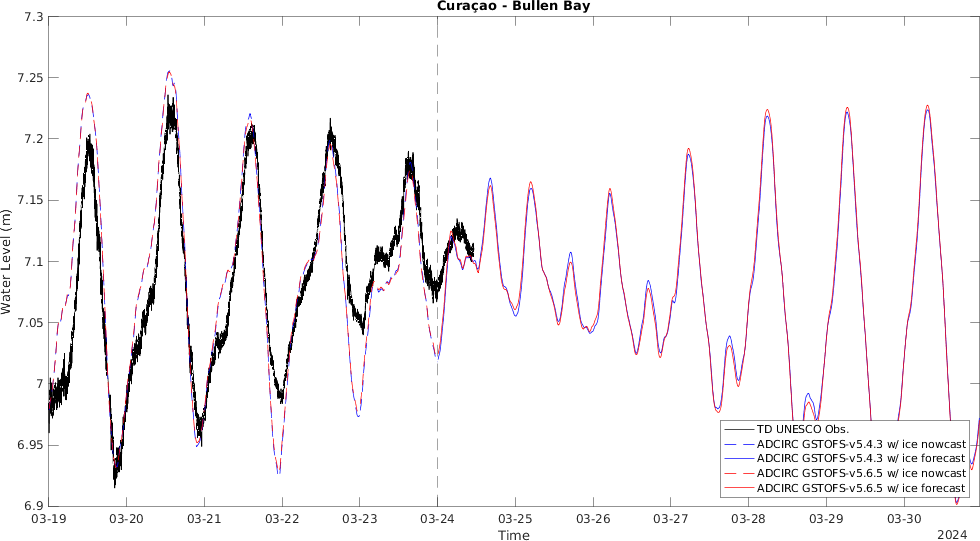 Curaçao - Bullen Bay
7.3
7.25
7.2
7.15
7.1
7.05
7
6.95
6.9
Water Level (m)
TD UNESCO Obs.
ADCIRC GSTOFS-v5.4.3 w/ ice nowcast
ADCIRC GSTOFS-v5.4.3 w/ ice forecast
ADCIRC GSTOFS-v5.6.5 w/ ice nowcast
ADCIRC GSTOFS-v5.6.5 w/ ice forecast
03-19 03-20 03-21 03-22 03-23 03-24 03-25 03-26 03-27 03-28 03-29 03-30
Time
2024